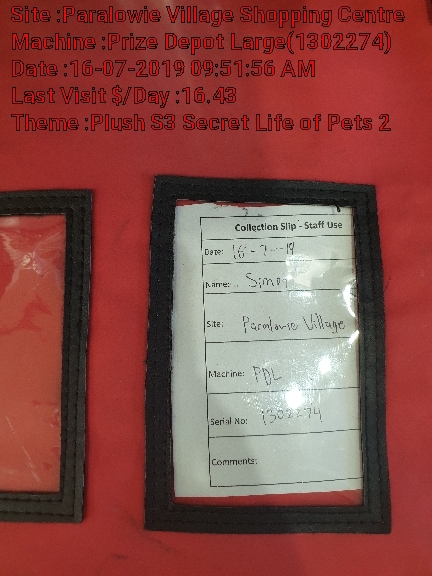 Site :Paralowie Village Shopping Centre
Machine :Prize Depot Large(1302274)
Date :16-07-2019 09:51:56 AM
Last Visit $/Day :16.43
Theme :Plush S3 Secret Life of Pets 2
Collection Slip - Staff Use
Date: 16-7-19
Name: Simon
Site: Paralowie Village
Machine: PDL
Serial No: 1302274
Comments: